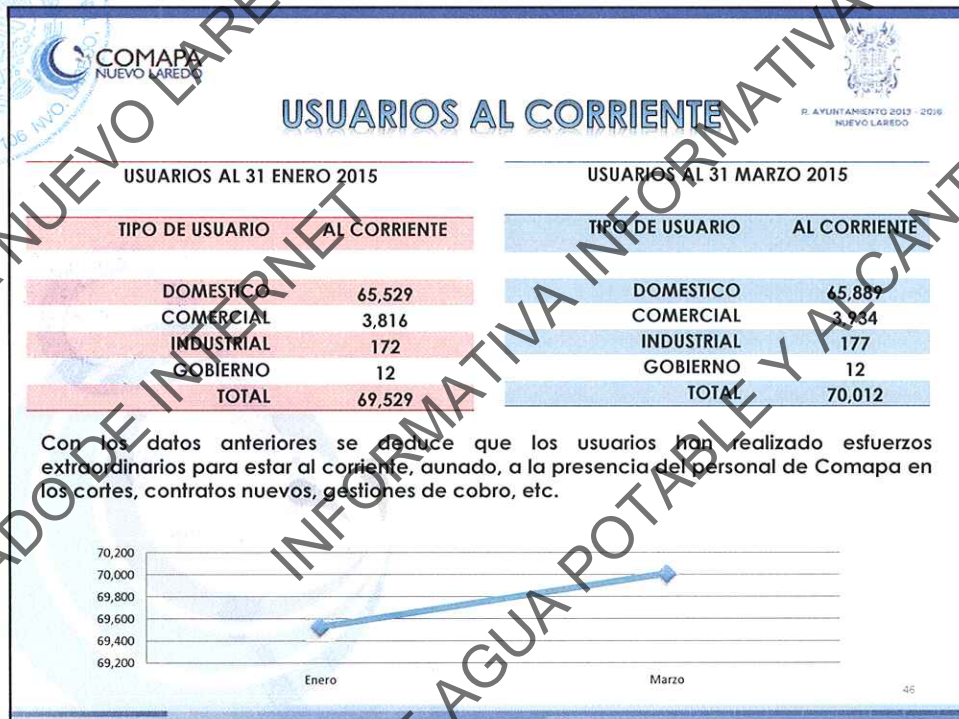 COMAPA
NUEVO LAREDO
R. AYUNTAMIENTO 2013 - 2016
NUEVO LAREDO
USUARIOS AL CORRIENTE
USUARIOS AL 31 ENERO 2015
TIPO DE USUARIO AL CORRIENTE
DOMESTICO 65,529
COMERCIAL 3,816
INDUSTRIAL 172
GOBIERNO 12
TOTAL 69,529
USUARIOS AL 31 MARZO 2015
TIPO DE USUARIO AL CORRIENTE
DOMESTICO 65,889
COMERCIAL 3,934
INDUSTRIAL 177
GOBIERNO 12
TOTAL 70,012
Con los datos anteriores se deduce que los usuarios han realizado esfuerzos
extraordinarios para estar al corriente, aunado, a la presencia del personal de Comapa en
los cortes, contratos nuevos, gestiones de cobro, etc.
70,200
70,000
69,800
69,600
69,400
69,200
Enero Marzo
46
NUEVO LARE
ADO DE INTERNET
INFORMATIVA INFORMATIVA
AGUA POTABLE Y ALCANT
106 NVO.